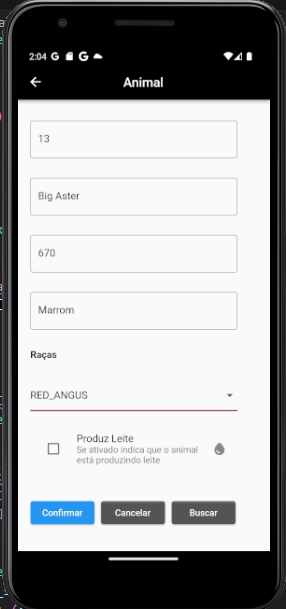 2:04 G G
Animal
13
Big Aster
670
Marrom
Raças
RED_ANGUS
Produz Leite
Se ativado indica que o animal
está produzindo leite
Confirmar Cancelar Buscar